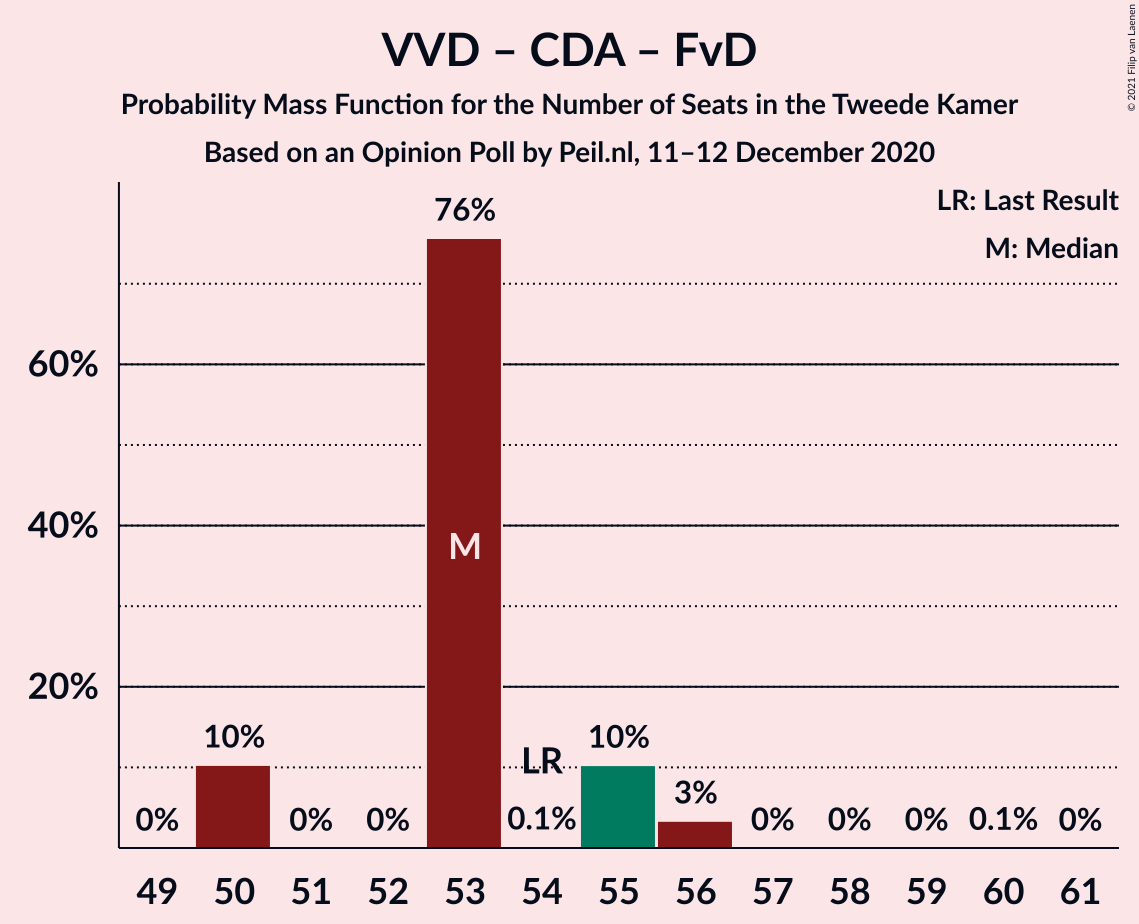 © 2021 Filip van Laenen
VVD – CDA – FvD
Probability Mass Function for the Number of Seats in the Tweede Kamer
Based on an Opinion Poll by Peil.nl, 11–12 December 2020
LR: Last Result
M: Median
76%
60%
40%
M
20%
10%
10%
LR
3%
0%
0%
0%
0.1%
0%
0%
0%
0.1%
0%
49 50 51 52 53 54 55 56 57 58 59 60 61